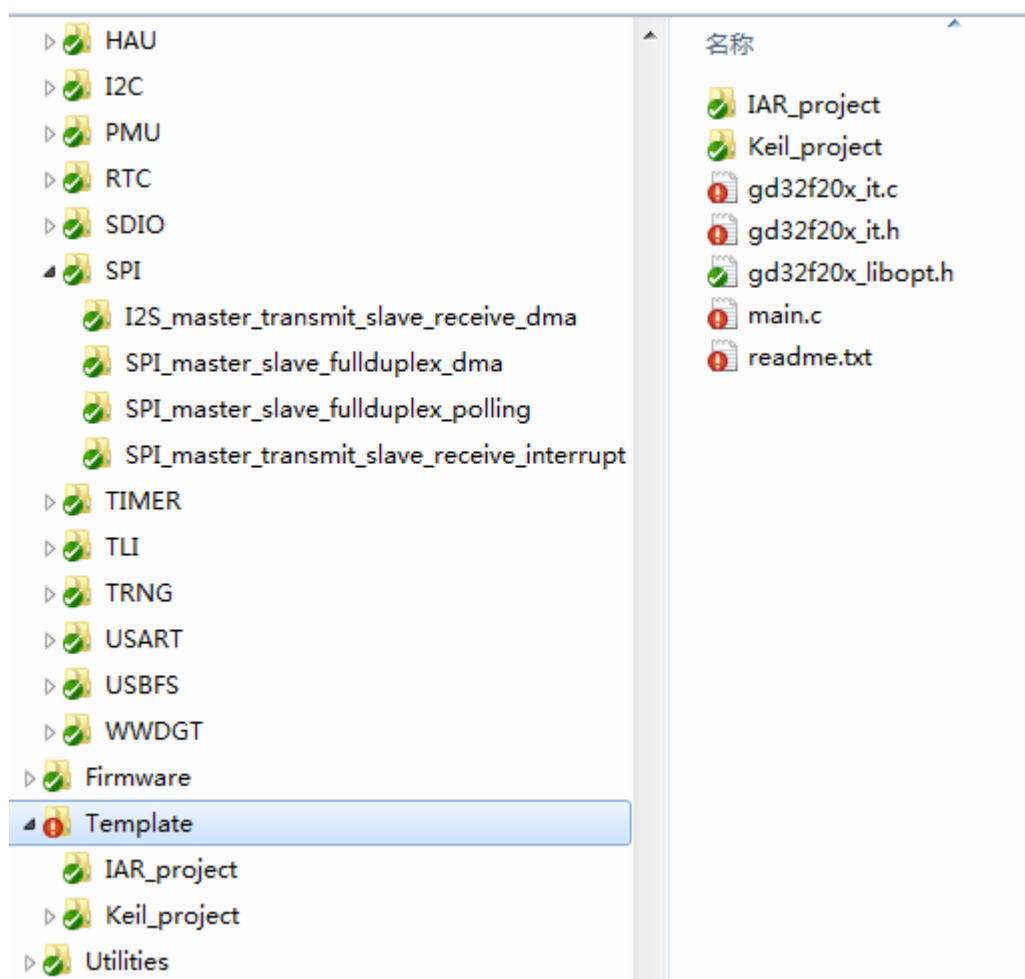 HAU
I2C
PMU
RTC
SDIO
SPI
I2S_master_transmit_slave_receive_dma
SPI_master_slave_fullduplex_dma
SPI_master_slave_fullduplex_polling
SPI_master_transmit_slave_receive_interrupt
TIMER
TLI
TRNG
USART
USBFS
WWDGT
Firmware
Template
IAR_project
Keil_project
Utilities
名称
IAR_project
Keil_project
gd32f20x_it.c
gd32f20x_it.h
gd32f20x_libopt.h
main.c
readme.txt